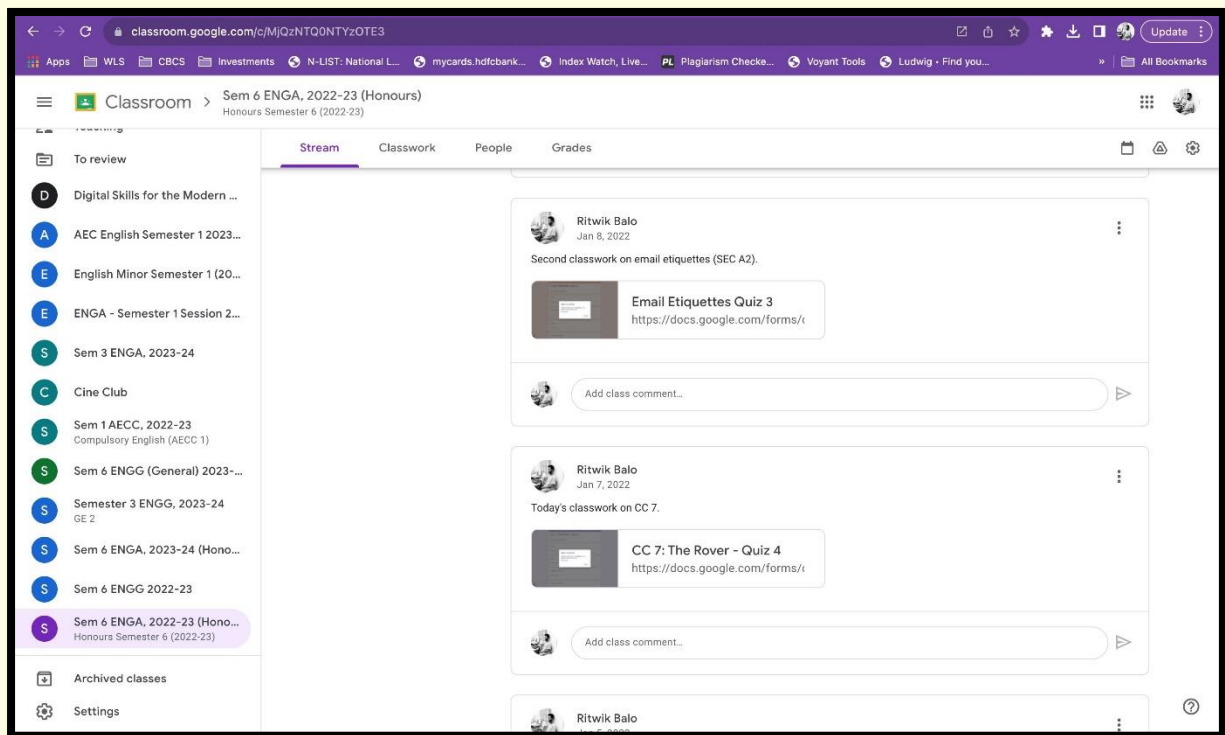 classroom.google.com/c/MjQzNTQ0NTYzOTE3
Update
Apps WLS CBCS Investments N-LIST: National L... mycards.hdfcbank... Index Watch, Live... PL Plagiarism Checke... Voyant Tools Ludwig • Find you... » All Bookmarks
Classroom > Sem 6 ENGA, 2022-23 (Honours)
Honours Semester 6 (2022-23)
Teaching
To review
D Digital Skills for the Modern ...
A AEC English Semester 1 2023...
E English Minor Semester 1 (20...
E ENGA - Semester 1 Session 2...
S Sem 3 ENGA, 2023-24
C Cine Club
S Sem 1 AECC, 2022-23
Compulsory English (AECC 1)
S Sem 6 ENGG (General) 2023-...
S Semester 3 ENGG, 2023-24
GE 2
S Sem 6 ENGA, 2023-24 (Hono...
S Sem 6 ENGG 2022-23
S Sem 6 ENGA, 2022-23 (Hono...
Honours Semester 6 (2022-23)
Archived classes
Settings
Stream Classwork People Grades
Ritwik Balo
Jan 8, 2022
Second classwork on email etiquettes (SEC A2).
Email Etiquettes Quiz 3
https://docs.google.com/forms/
Add class comment...
Ritwik Balo
Jan 7, 2022
Today's classwork on CC 7.
CC 7: The Rover - Quiz 4
https://docs.google.com/forms/
Add class comment...
Ritwik Balo
Jan 5, 2022